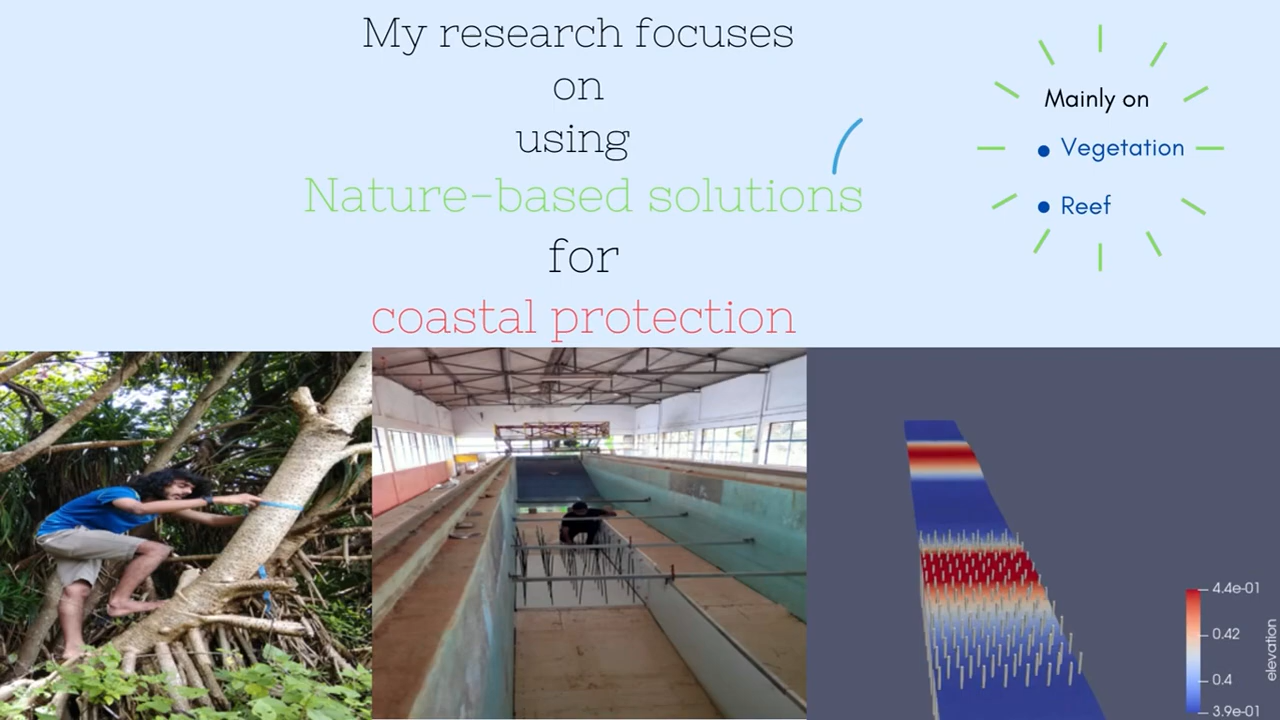 My research focuses
on
using
Nature-based solutions
for
coastal protection
Mainly on
• Vegetation
• Reef
4.4e-01
0.42
0.4
3.9e-01
elevation